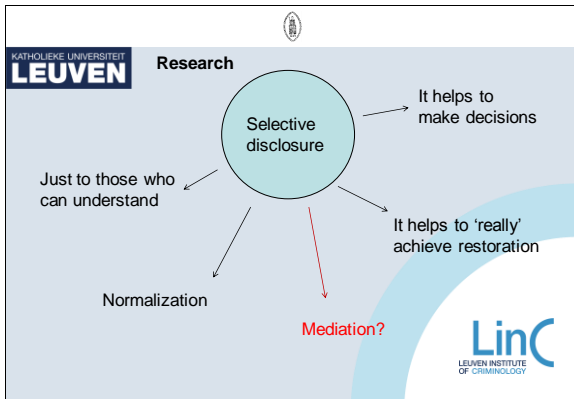 KATHOLIEKE UNIVERSITEIT
LEUVEN
Research
Selective
disclosure
It helps to
make decisions
Just to those who
can understand
It helps to ‘really’
achieve restoration
Normalization
Mediation?
LinC
LEUVEN INSTITUTE
OF CRIMINOLOGY